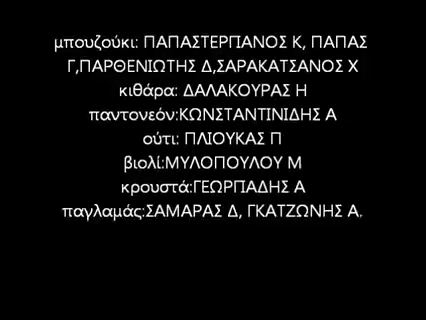 μπουζούκι: ΠΑΠΑΣΤΕΡΓΙΑΝΟΣ Κ, ΠΑΠΑΣ
Γ,ΠΑΡΘΕΝΙΩΤΗΣ Δ,ΣΑΡΑΚΑΤΣΑΝΟΣ Χ
κιθάρα: ΔΑΛΑΚΟΥΡΑΣ Η
παντονεόν:ΚΩΝΣΤΑΝΤΙΝΙΔΗΣ Α
ούτι: ΠΛΙΟΥΚΑΣ Π
βιολί:ΜΥΛΟΠΟΥΛΟΥ Μ
κρουστά:ΓΕΩΡΓΙΑΔΗΣ Α
παγλαμάς:ΣΑΜΑΡΑΣ Δ, ΓΚΑΤΖΩΝΗΣ Α.